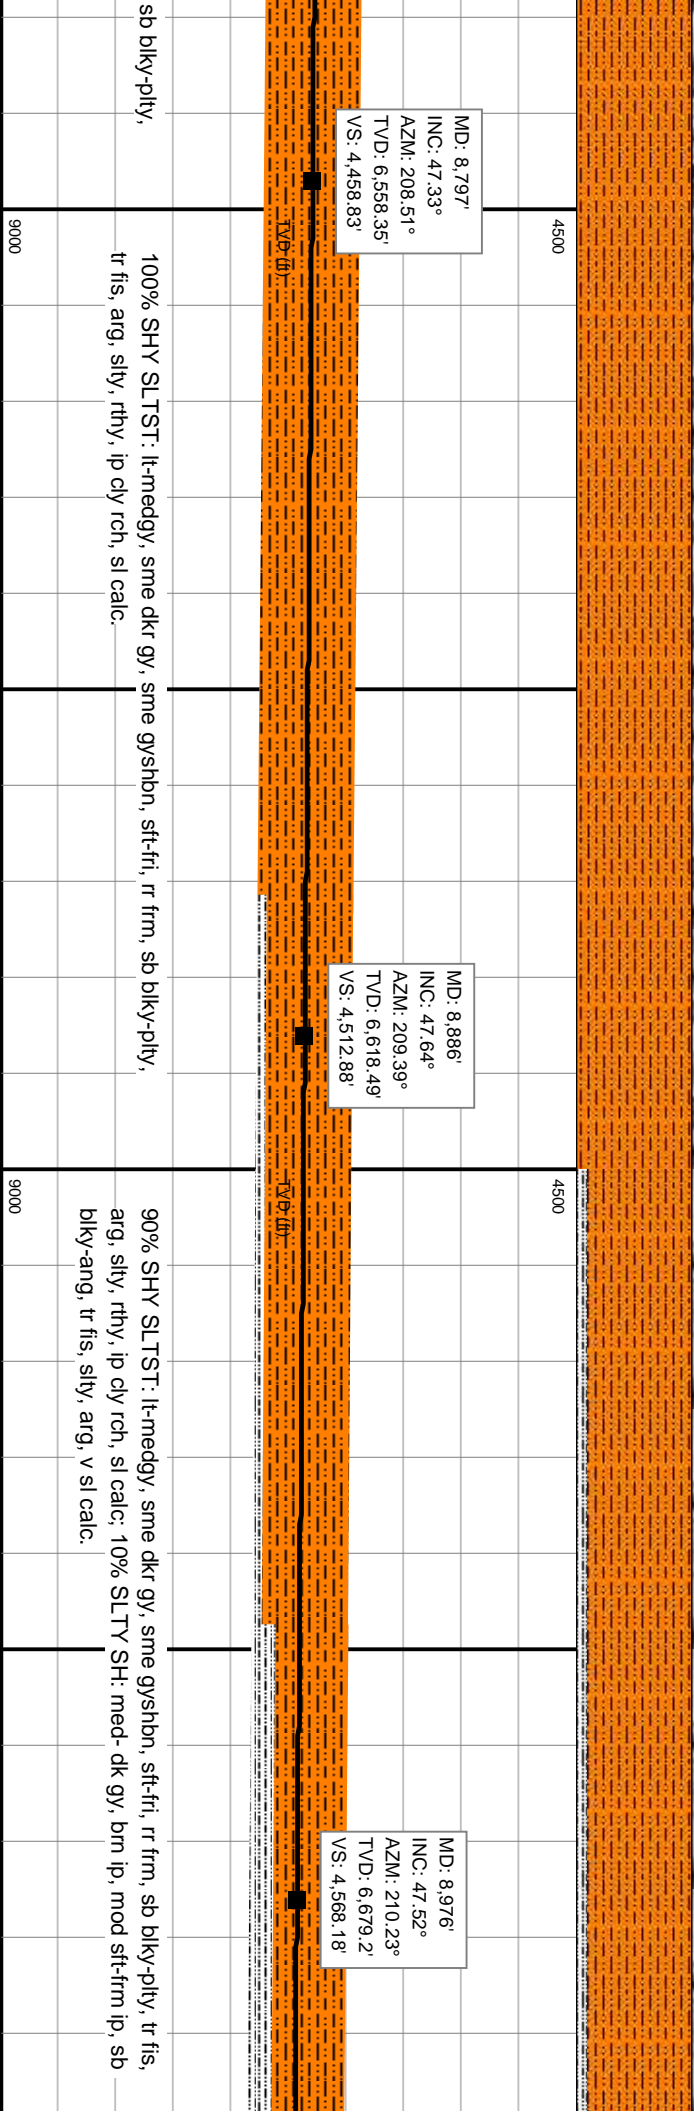 sb blky-plty,
MD: 8,797'
INC: 47.33°
AZM: 208.51°
TVD: 6,558.35'
VS: 4,458.83'
4500
TVD (ft)
9000
100% SHY SLTST: lt-medgy, sme dkr gy, sme gyshbn, sft-fri, rr frm, sb blky-plty,
tr fis, arg, slty, rthy, ip cly rch, sl calc.
MD: 8,886'
INC: 47.64°
AZM: 209.39°
TVD: 6,618.49'
VS: 4,512.88'
4500
TVD (ft)
9000
90% SHY SLTST: lt-medgy, sme dkr gy, sme gyshbn, sft-fri, rr frm, sb blky-plty, tr fis,
arg, slty, rthy, ip cly rch, sl calc; 10% SLTY SH: med- dk gy, brn ip, mod sft-frm ip, sb
blky-ang, tr fis, slty, arg, v sl calc.
MD: 8,976'
INC: 47.52°
AZM: 210.23°
TVD: 6,679.2'
VS: 4,568.18'